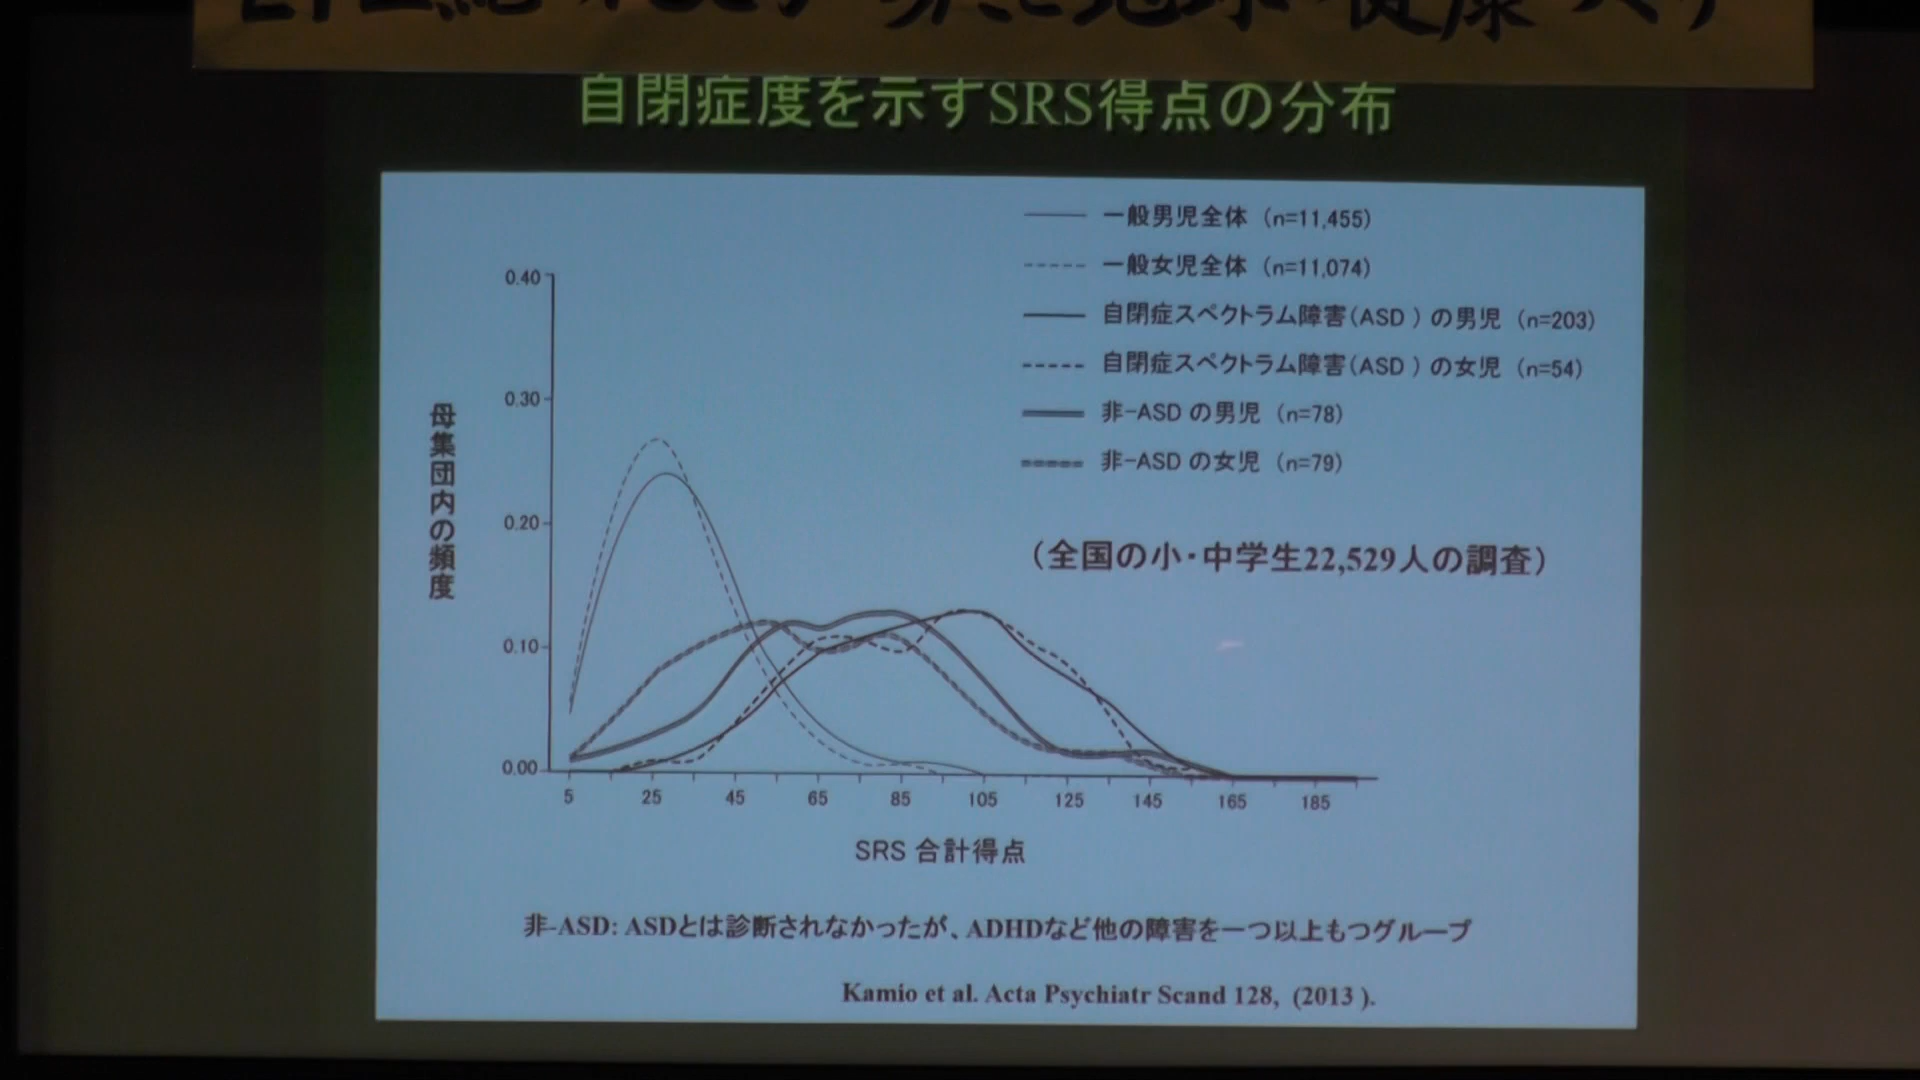 自閉症度を示すSRS得点の分布
一般男児全体 (n=11,455)
一般女児全体 (n=11,074)
自閉症スペクトラム障害(ASD ) の男児 (n=203)
自閉症スペクトラム障害(ASD ) の女児 (n=54)
非-ASD の男児 (n=78)
非-ASD の女児 (n=79)
(全国の小・中学生22,529人の調査)
母集団内の頻度
0.40
0.30
0.20
0.10
0.00
5 25 45 65 85 105 125 145 165 185
SRS 合計得点
非-ASD: ASDとは診断されなかったが、ADHDなど他の障害を一つ以上もつグループ
Kamio et al. Acta Psychiatr Scand 128, (2013 ).